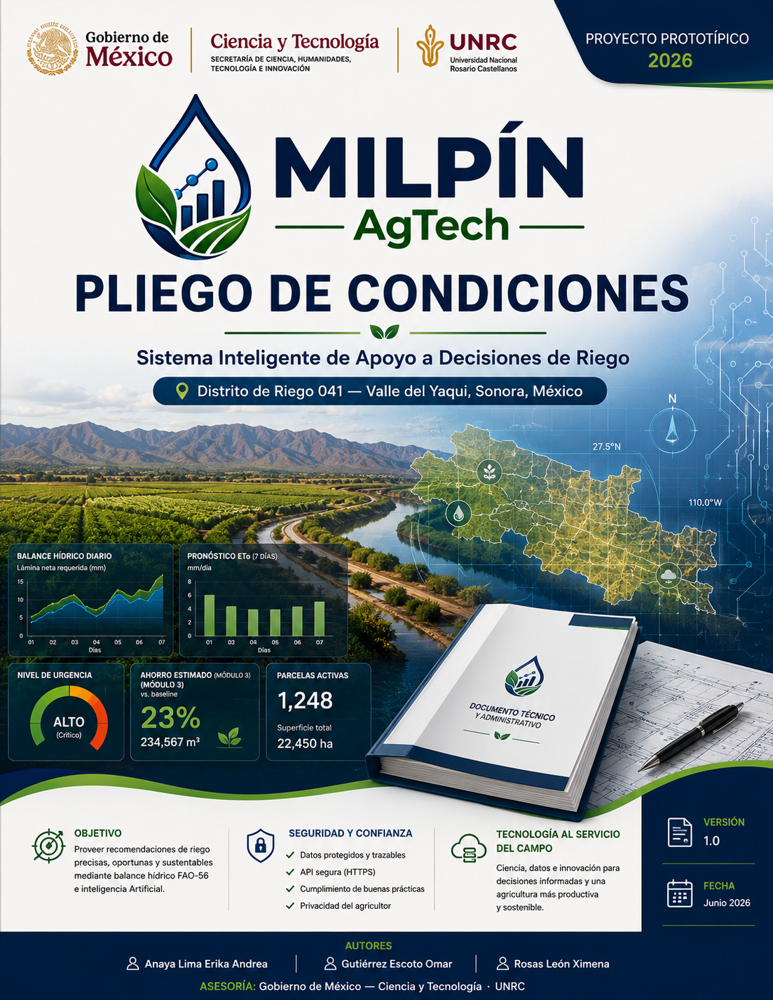 Gobierno de
México
Ciencia y Tecnología
SECRETARÍA DE CIENCIA, HUMANIDADES,
TECNOLOGÍA E INNOVACIÓN
UNRC
Universidad Nacional
Rosario Castellanos
PROYECTO PROTOTÍPICO
2026
MILPÍN
AgTech
PLIEGO DE CONDICIONES
Sistema Inteligente de Apoyo a Decisiones de Riego
Distrito de Riego 041 — Valle del Yaqui, Sonora, México
N
27.5°N
110.0°W
BALANCE HÍDRICO DIARIO
Lámina neta requerida (mm)
15
10
5
0
01 02 03 04 05 06 07
Días
PRONÓSTICO ETo (7 DÍAS)
mm/día
8
6
4
2
0
01 03 04 05 06 07
Días
NIVEL DE URGENCIA
ALTO
(Crítico)
AHORRO ESTIMADO (MÓDULO 3)
(MÓDULO 3)
vs. baseline
23%
234,567 m³
PARCELAS ACTIVAS
1,248
Superficie total
22,450 ha
DOCUMENTO TÉCNICO
Y ADMINISTRATIVO
OBJETIVO
Proveer recomendaciones de riego
precisas, oportunas y sustentables
mediante balance hídrico FAO-56
e inteligencia Artificial.
SEGURIDAD Y CONFIANZA
Datos protegidos y trazables
API segura (HTTPS)
Cumplimiento de buenas prácticas
Privacidad del agricultor
TECNOLOGÍA AL SERVICIO
DEL CAMPO
Ciencia, datos e innovación para
decisiones informadas y una
agricultura más productiva
y sostenible.
VERSIÓN
1.0
FECHA
Junio 2026
AUTORES
Anaya Lima Erika Andrea
Gutiérrez Escoto Omar
Rosas León Ximena
ASESORÍA: Gobierno de México — Ciencia y Tecnología · UNRC